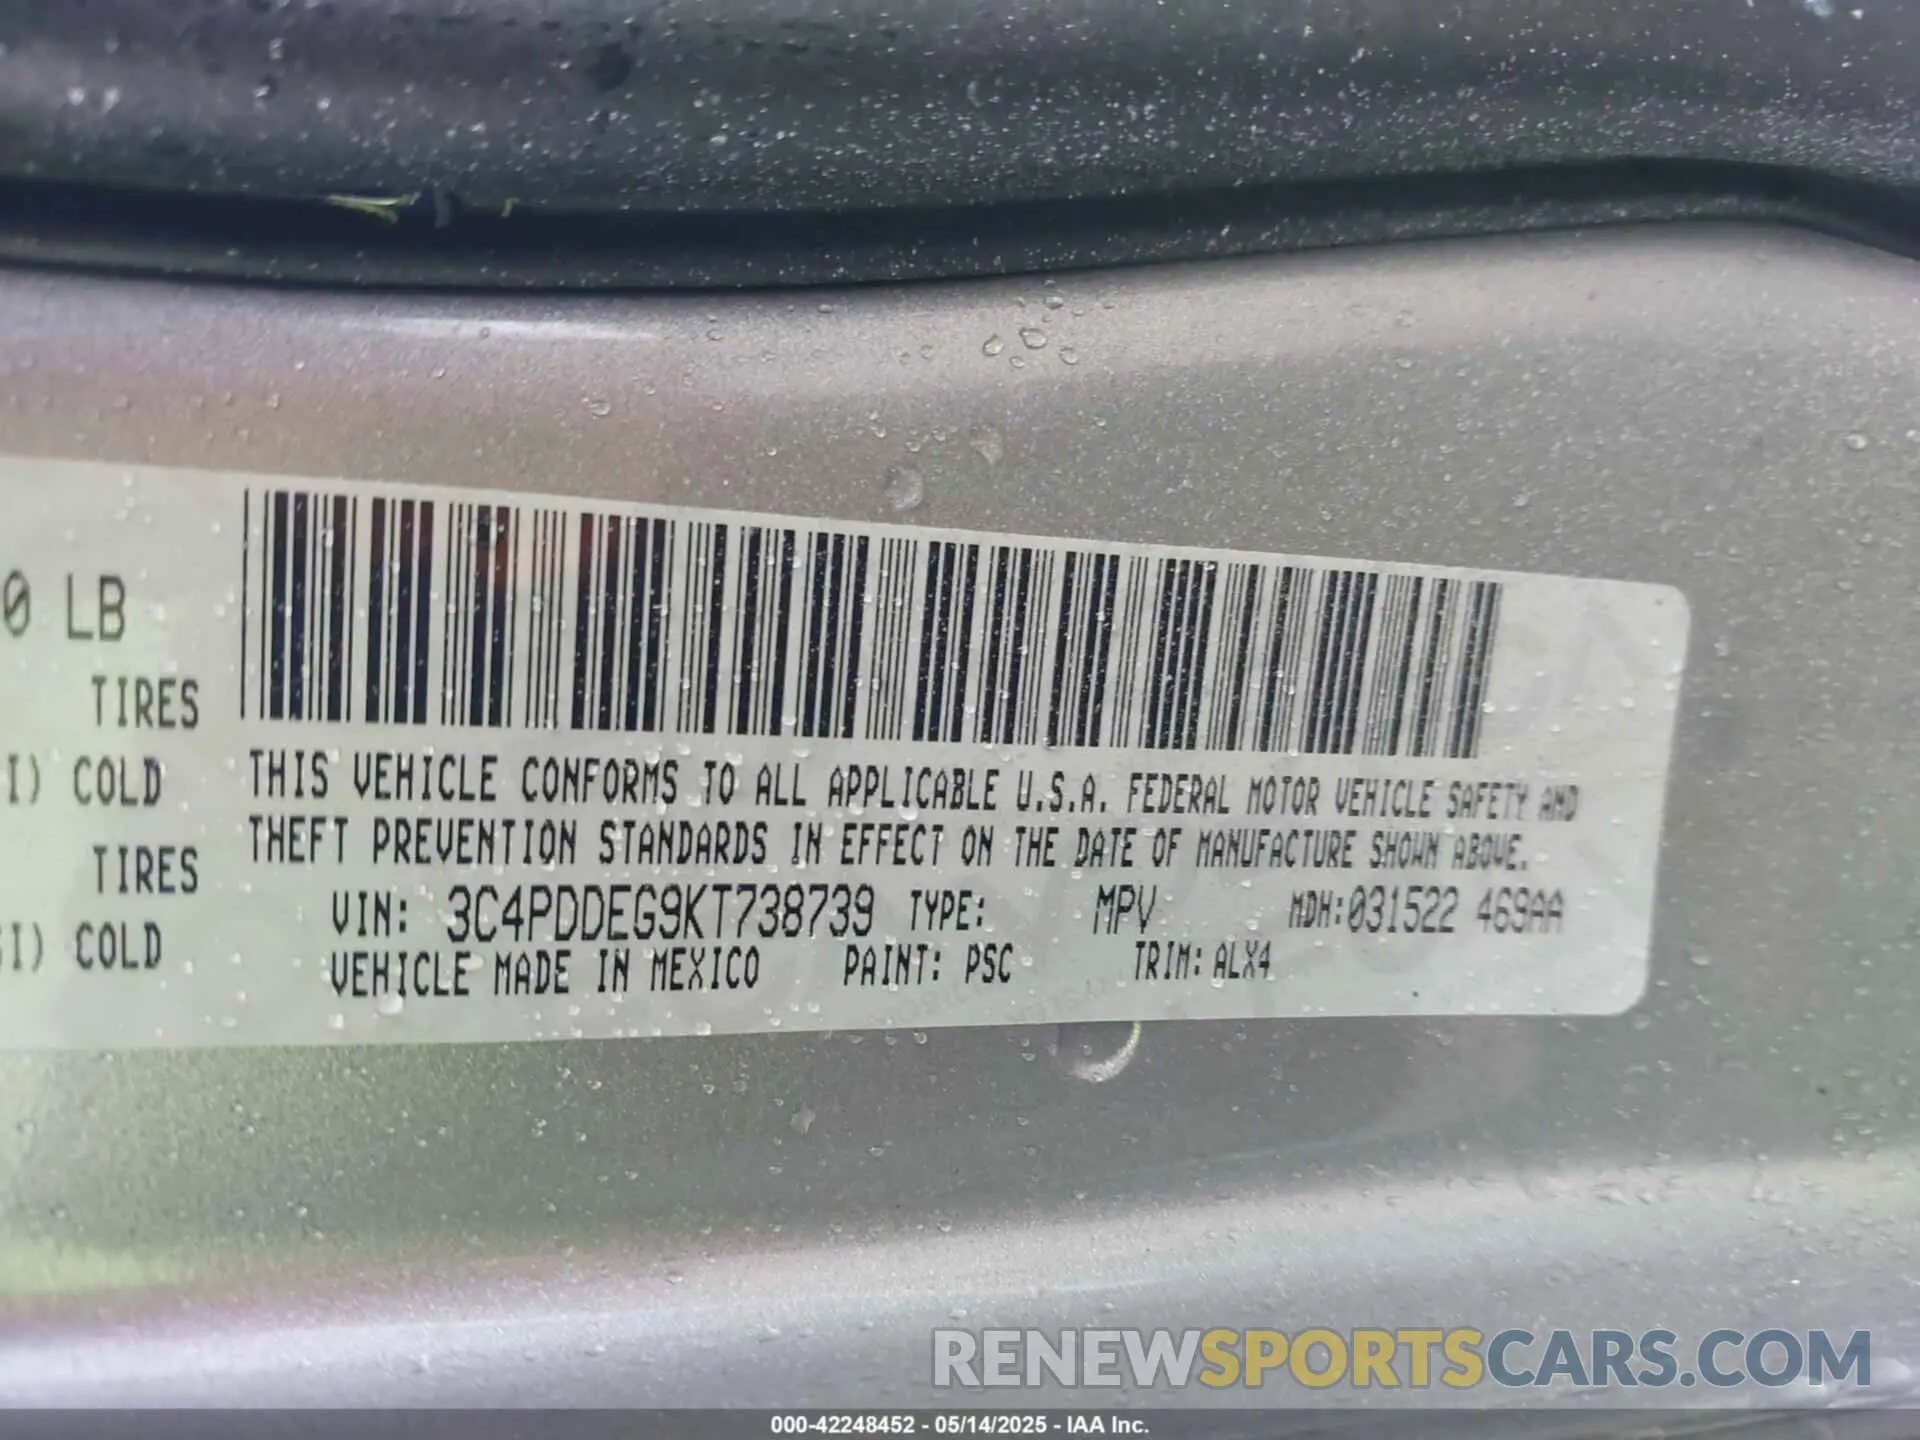 0 LB
TIRES
I) COLD
TIRES
SI) COLD
THIS VEHICLE CONFORMS TO ALL APPLICABLE U.S.A. FEDERAL MOTOR VEHICLE SAFETY AND
THEFT PREVENTION STANDARDS IN EFFECT ON THE DATE OF MANUFACTURE SHOWN ABOVE.
VIN: 3C4PDDEG9KT738739 TYPE: MPV MDH:031522 469AA
VEHICLE MADE IN MEXICO PAINT: PSC TRIM: ALX4
RENEWSPORTSCARS.COM
000-42248452 - 05/14/2025 - IAA Inc.